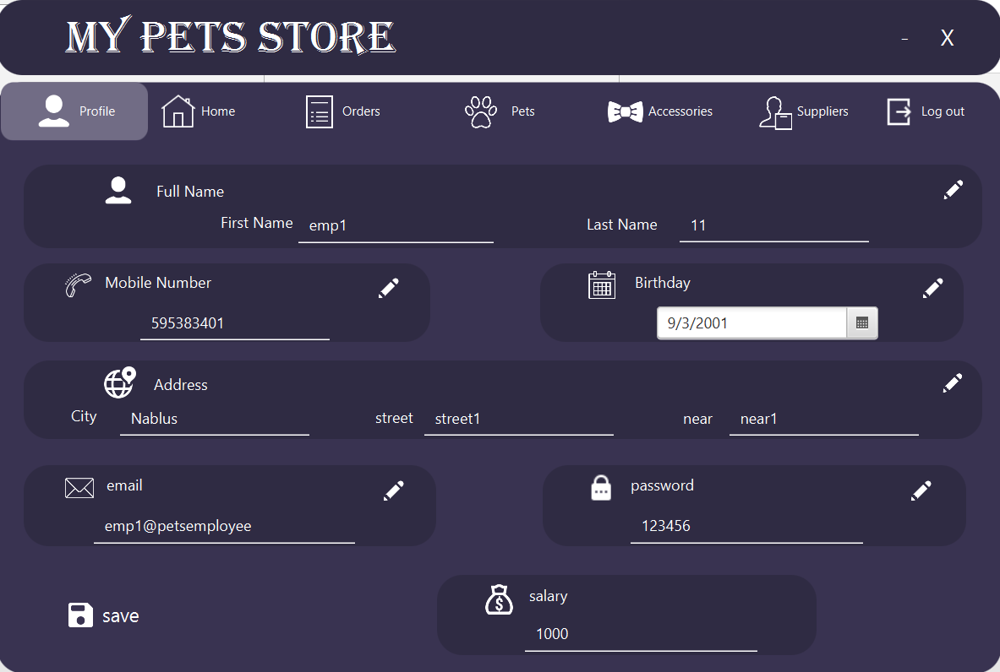 MY PETS STORE
- X
Profile Home Orders Pets Accessories Suppliers Log out
Full Name
First Name emp1 Last Name 11
Mobile Number Birthday
595383401 9/3/2001
Address
City Nablus street street1 near near1
email password
emp1@petsemployee 123456
salary
save
1000